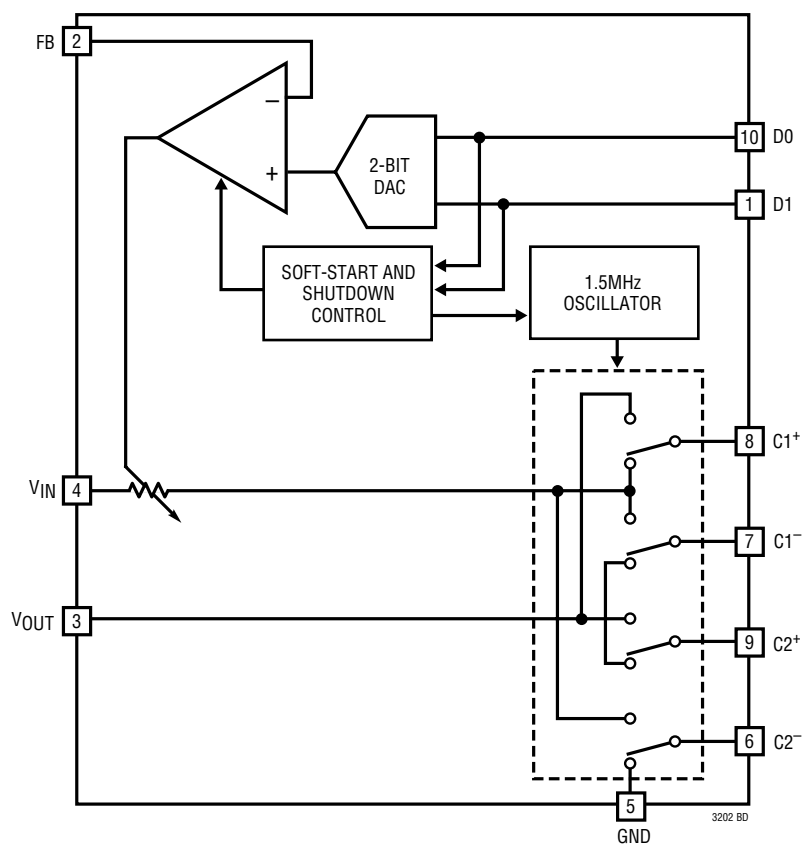 FB 2
−
+
2-BIT
DAC
10 D0
1 D1
SOFT-START AND
SHUTDOWN
CONTROL
1.5MHz
OSCILLATOR
8 C1+
VIN 4
7 C1−
VOUT 3
9 C2+
6 C2−
5
GND
3202 BD